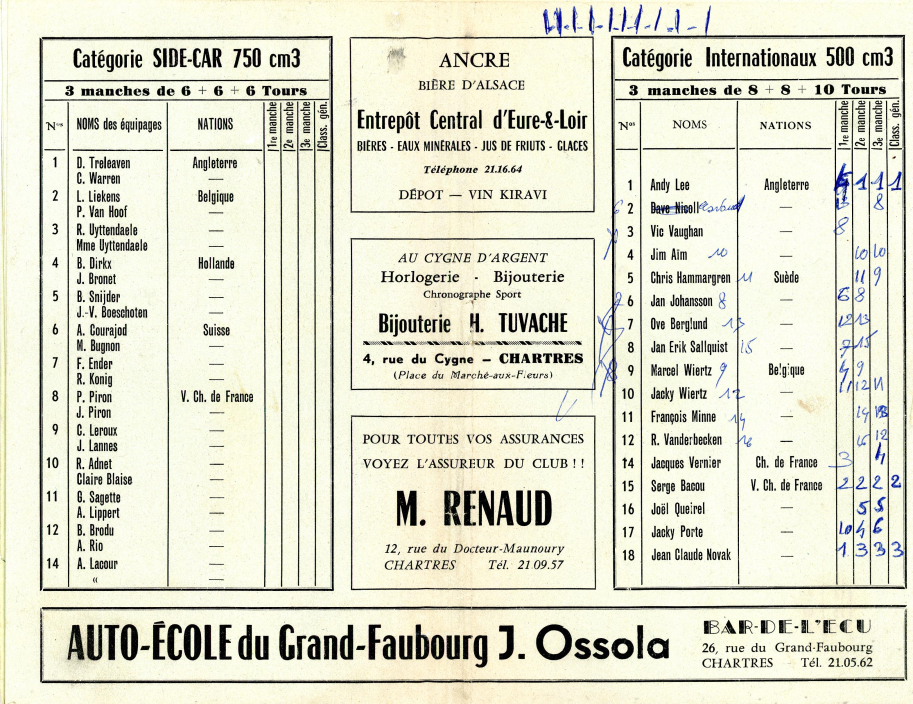 Catégorie SIDE-CAR 750 cm3
3 manches de 6 + 6 + 6 Tours
Nos NOMS des équipages NATIONS 1re manche 2e manche 3e manche Class. gén.
1 D. Treleaven Angleterre
C. Warren —
2 L. Liekens Belgique
P. Van Hoof —
3 R. Uyttendaele —
Mme Uyttendaele —
4 B. Dirkx Hollande
J. Bronet —
5 B. Snijder —
J.-V. Boeschoten —
6 A. Courajod Suisse
M. Bugnon —
7 F. Ender —
R. Konig —
8 P. Piron V. Ch. de France
J. Piron —
9 C. Leroux —
J. Lannes —
10 R. Adnet —
Claire Blaise —
11 G. Sagette —
A. Lippert —
12 B. Brodu —
A. Rio —
14 A. Lacour —
« —
ANCRE
BIÈRE D'ALSACE
Entrepôt Central d'Eure-&-Loir
BIÈRES - EAUX MINÉRALES - JUS DE FRIUTS - GLACES
Téléphone 21.16.64
DÉPOT — VIN KIRAVI
AU CYGNE D'ARGENT
Horlogerie - Bijouterie
Chronographe Sport
Bijouterie H. TUVACHE
4, rue du Cygne — CHARTRES
(Place du Marché-aux-Fleurs)
POUR TOUTES VOS ASSURANCES
VOYEZ L'ASSUREUR DU CLUB !!
M. RENAUD
12, rue du Docteur-Maunoury
CHARTRES Tél. 21 09.57
Catégorie Internationaux 500 cm3
3 manches de 8 + 8 + 10 Tours
Nos NOMS NATIONS 1re manche 2e manche 3e manche Class. gén.
1 Andy Lee Angleterre 1 1 1
2 Dave Nicoll — 8
3 Vic Vaughan — 8
4 Jim Aïm 10 — 10 10
5 Chris Hammargren 11 Suède 11 9
6 Jan Johansson 8 — 6 8
7 Ove Berglund 13 — 12 13
8 Jan Erik Sallquist 15 — 7 15
9 Marcel Wiertz 9 Belgique 4 9
10 Jacky Wiertz 12 — 11 12 11
11 François Minne 14 — 14
12 R. Vanderbecken 16 — 16 12
14 Jacques Vernier Ch. de France 3 4
15 Serge Bacou V. Ch. de France 2 2 2 2
16 Joël Queirel — 5 5
17 Jacky Porte — 10 4 6
18 Jean Claude Novak — 1 3 3 3
AUTO-ÉCOLE du Grand-Faubourg J. Ossola
BAR-DE-L'ECU
26, rue du Grand-Faubourg
CHARTRES Tél. 21.05.62